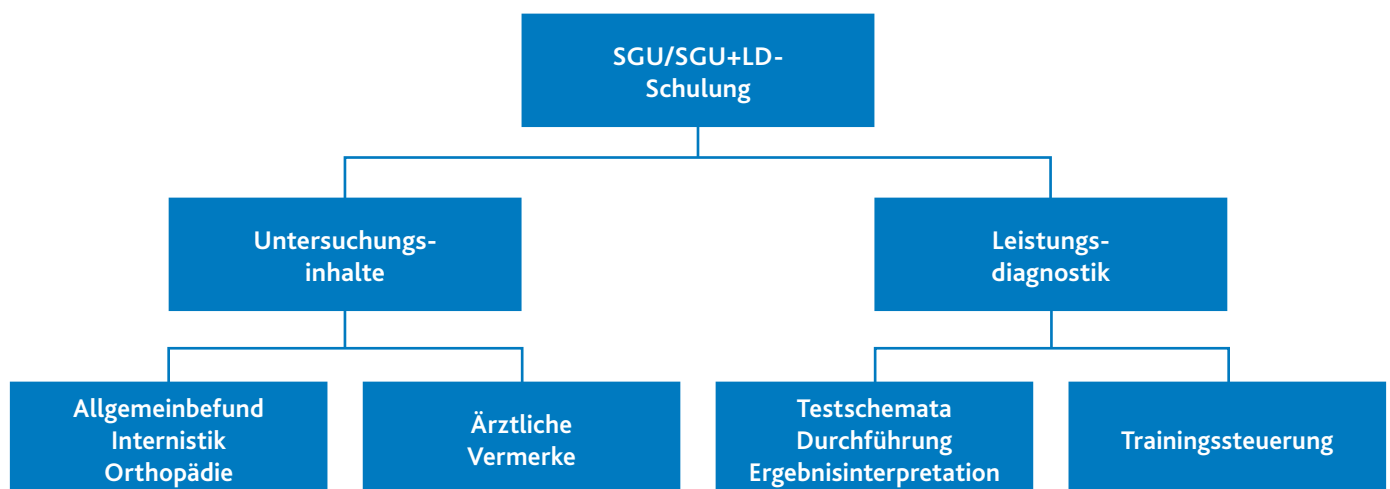 SGU/SGU+LD-
Schulung
Untersuchungs-
inhalte
Leistungs-
diagnostik
Allgemeinbefund
Internistik
Orthopädie
Ärztliche
Vermerke
Testschemata
Durchführung
Ergebnisinterpretation
Trainingssteuerung